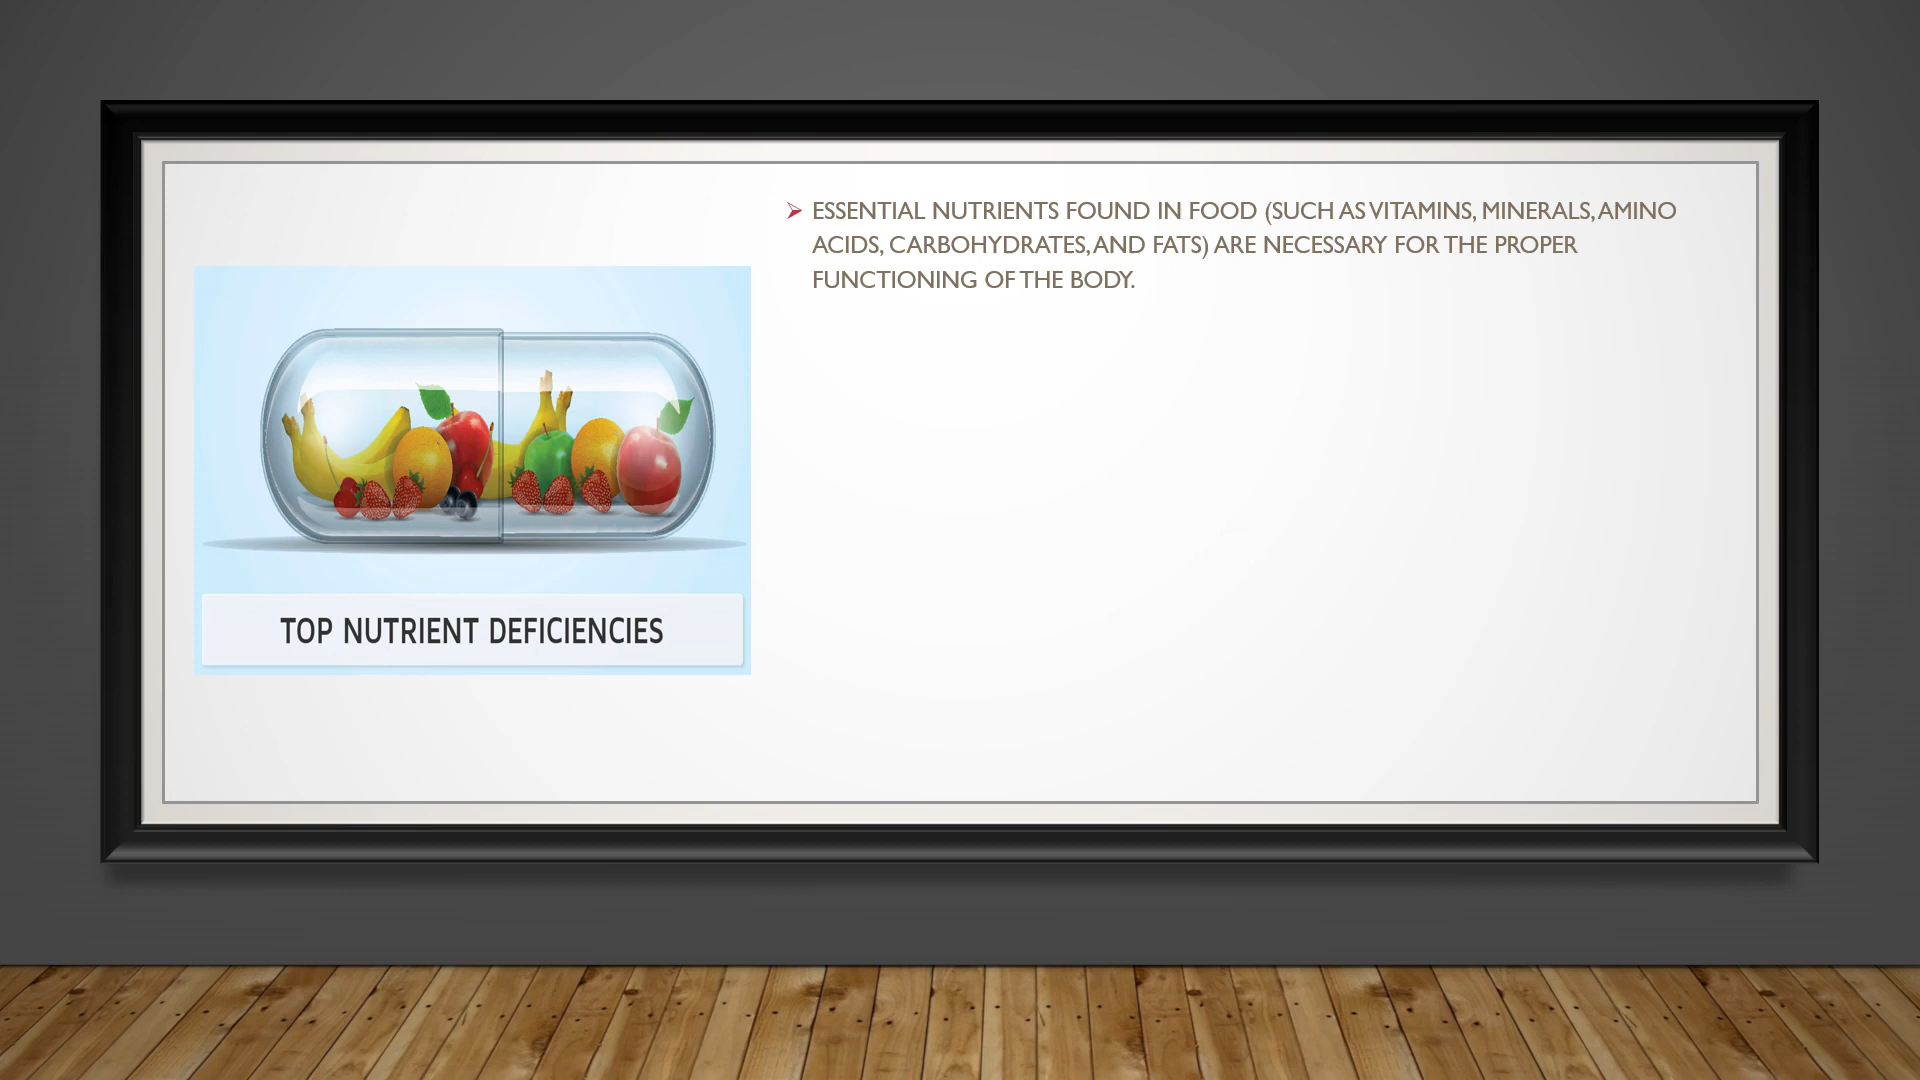 ESSENTIAL NUTRIENTS FOUND IN FOOD (SUCH AS VITAMINS, MINERALS, AMINO
ACIDS, CARBOHYDRATES, AND FATS) ARE NECESSARY FOR THE PROPER
FUNCTIONING OF THE BODY.
TOP NUTRIENT DEFICIENCIES